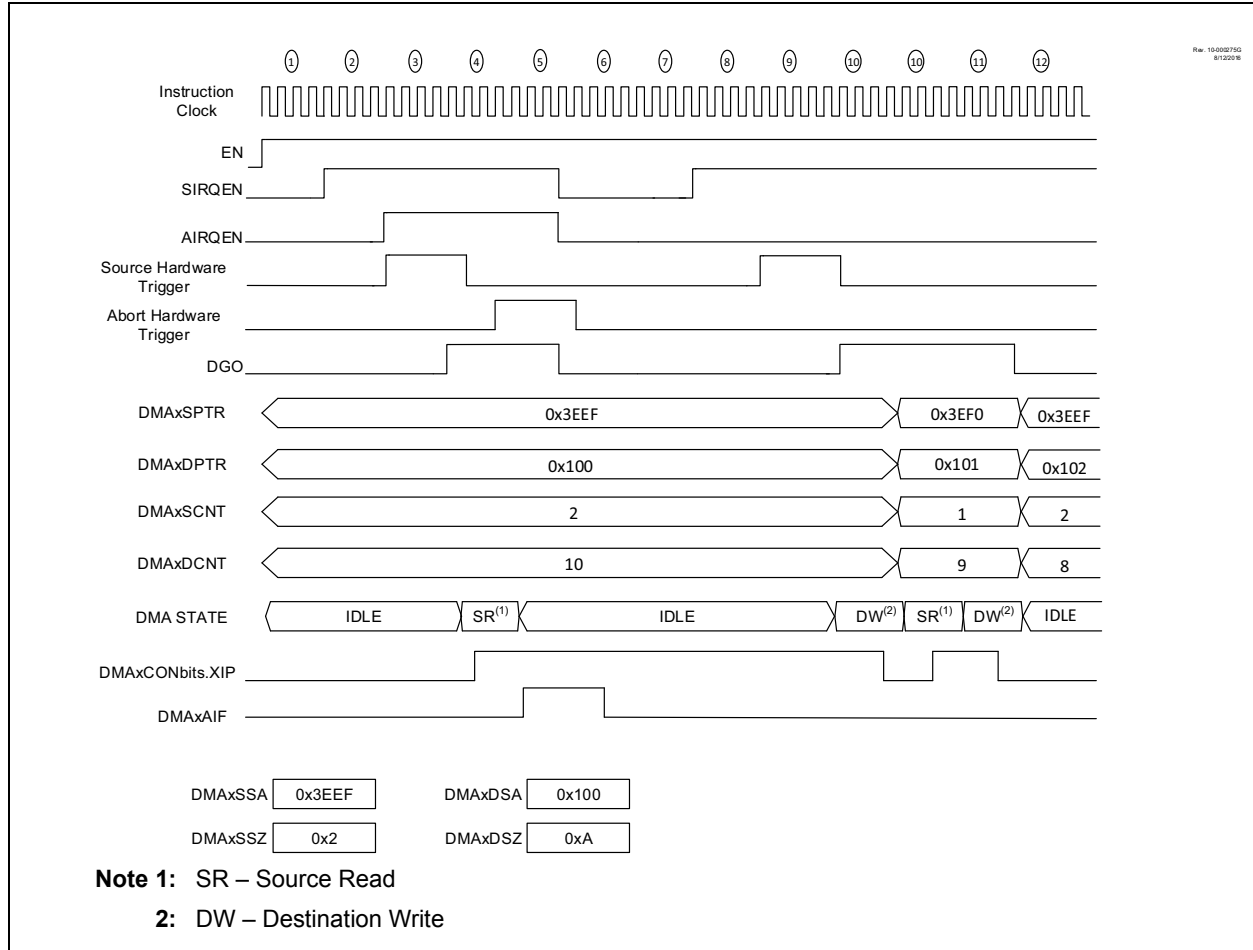 Rev. 10-000275G
8/12/2016
1 2 3 4 5 6 7 8 9 10 10 11 12
Instruction
Clock
EN
SIRQEN
AIRQEN
Source Hardware
Trigger
Abort Hardware
Trigger
DGO
DMAxSPTR 0x3EEF 0x3EF0 0x3EEF
DMAxDPTR 0x100 0x101 0x102
DMAxSCNT 2 1 2
DMAxDCNT 10 9 8
DMA STATE IDLE SR(1) IDLE DW(2) SR(1) DW(2) IDLE
DMAxCONbits.XIP
DMAxAIF
DMAxSSA 0x3EEF DMAxDSA 0x100
DMAxSSZ 0x2 DMAxDSZ 0xA
Note 1: SR – Source Read
2: DW – Destination Write